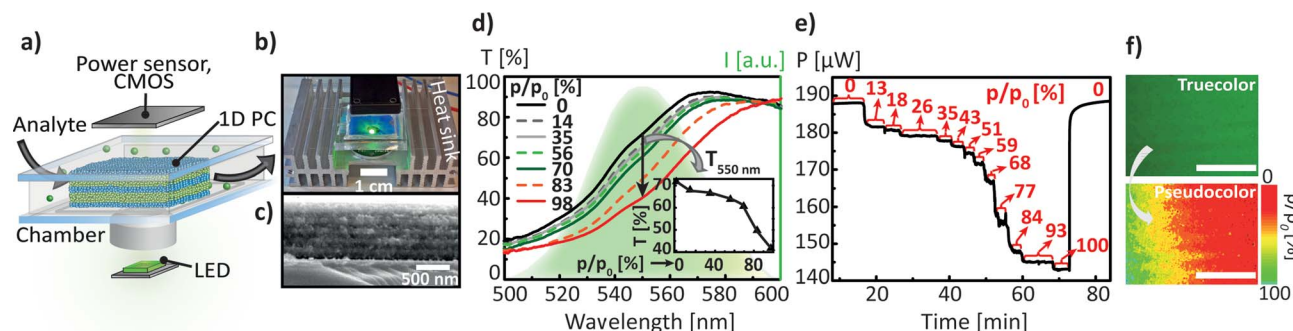 a)
Power sensor,
CMOS
Analyte
1D PC
Chamber
LED
b)
Heat sink
1 cm
c)
500 nm
d)
T [%]
I [a.u.]
100
80
60
40
20
0
p/p0 [%]
0
14
35
56
70
83
98
T550 nm
70
60
50
40
T [%]
0 40 80
p/p0 [%]
500 520 540 560 580 600
Wavelength [nm]
e)
P [µW]
190
180
170
160
150
140
p/p0 [%]
0
13
18
26
35
43
51
59
68
77
84
93
100
0
20 40 60 80
Time [min]
f)
Truecolor
Pseudocolor
0
p/p0 [%]
100